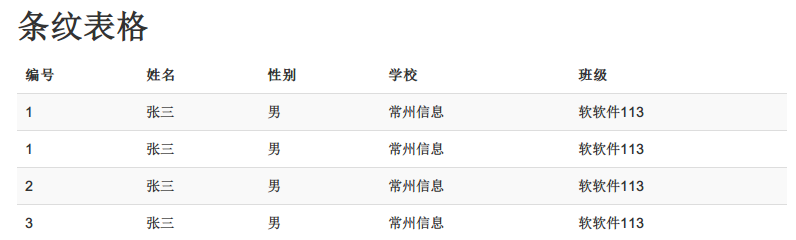 条纹表格
编号 姓名 性别 学校 班级
1 张三 男 常州信息 软软件113
1 张三 男 常州信息 软软件113
2 张三 男 常州信息 软软件113
3 张三 男 常州信息 软软件113